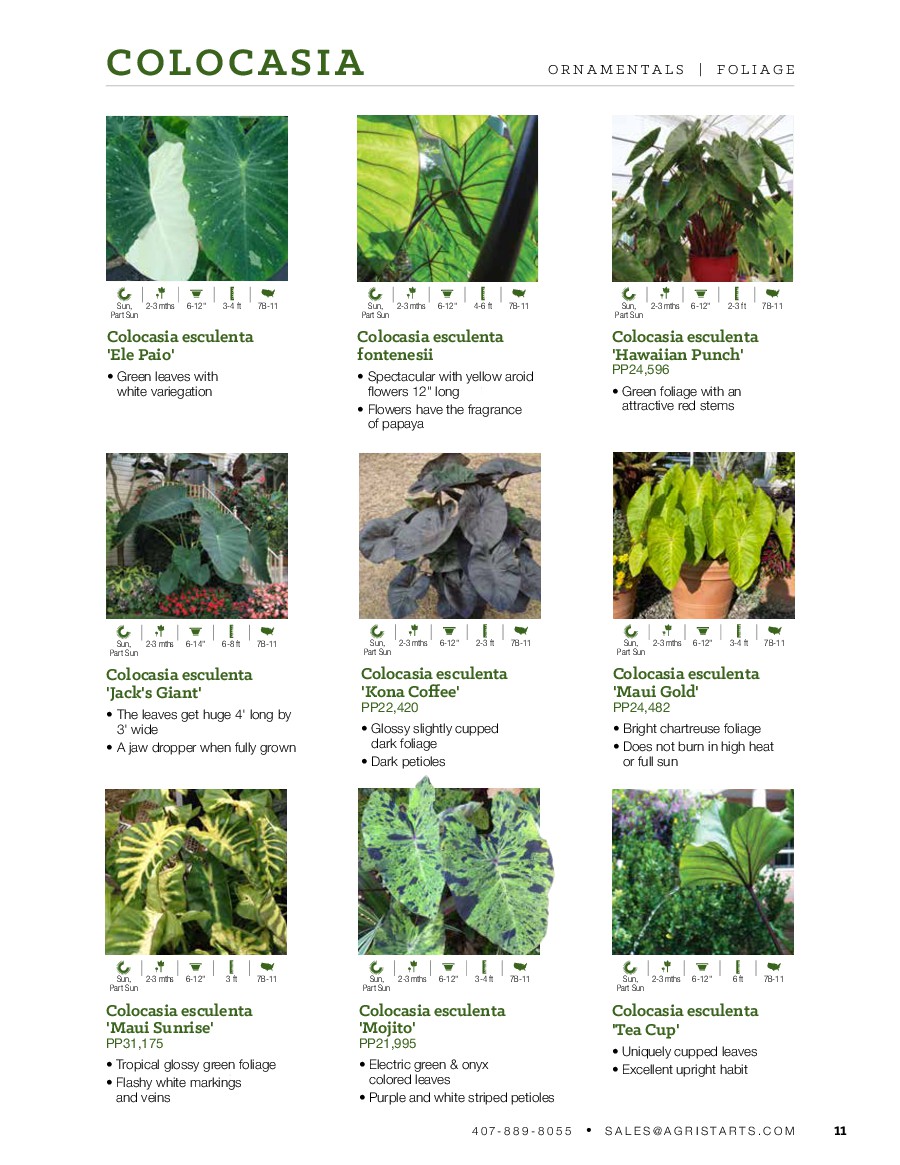 COLOCASIA
ORNAMENTALS | FOLIAGE
Sun, Part Sun
2-3 mths
6-12"
3-4 ft
7B-11
Colocasia esculenta
'Ele Paio'
• Green leaves with
white variegation
Sun, Part Sun
2-3 mths
6-12"
4-6 ft
7B-11
Colocasia esculenta
fontenesii
• Spectacular with yellow aroid
flowers 12" long
• Flowers have the fragrance
of papaya
Sun, Part Sun
2-3 mths
6-12"
2-3 ft
7B-11
Colocasia esculenta
'Hawaiian Punch'
PP24,596
• Green foliage with an
attractive red stems
Sun, Part Sun
2-3 mths
6-14"
6-8 ft
7B-11
Colocasia esculenta
'Jack's Giant'
• The leaves get huge 4' long by
3' wide
• A jaw dropper when fully grown
Sun, Part Sun
2-3 mths
6-12"
2-3 ft
7B-11
Colocasia esculenta
'Kona Coffee'
PP22,420
• Glossy slightly cupped
dark foliage
• Dark petioles
Sun, Part Sun
2-3 mths
6-12"
3-4 ft
7B-11
Colocasia esculenta
'Maui Gold'
PP24,482
• Bright chartreuse foliage
• Does not burn in high heat
or full sun
Sun, Part Sun
2-3 mths
6-12"
3 ft
7B-11
Colocasia esculenta
'Maui Sunrise'
PP31,175
• Tropical glossy green foliage
• Flashy white markings
and veins
Sun, Part Sun
2-3 mths
6-12"
3-4 ft
7B-11
Colocasia esculenta
'Mojito'
PP21,995
• Electric green & onyx
colored leaves
• Purple and white striped petioles
Sun, Part Sun
2-3 mths
6-12"
6 ft
7B-11
Colocasia esculenta
'Tea Cup'
• Uniquely cupped leaves
• Excellent upright habit
407-889-8055 • SALES@AGRISTARTS.COM 11